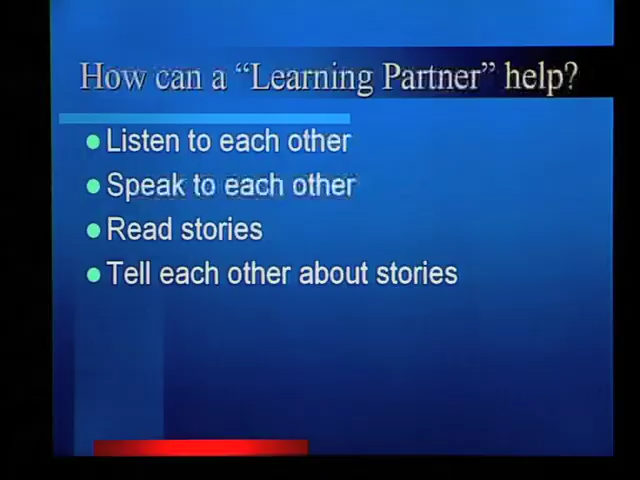 How can a “Learning Partner” help?
Listen to each other
Speak to each other
Read stories
Tell each other about stories